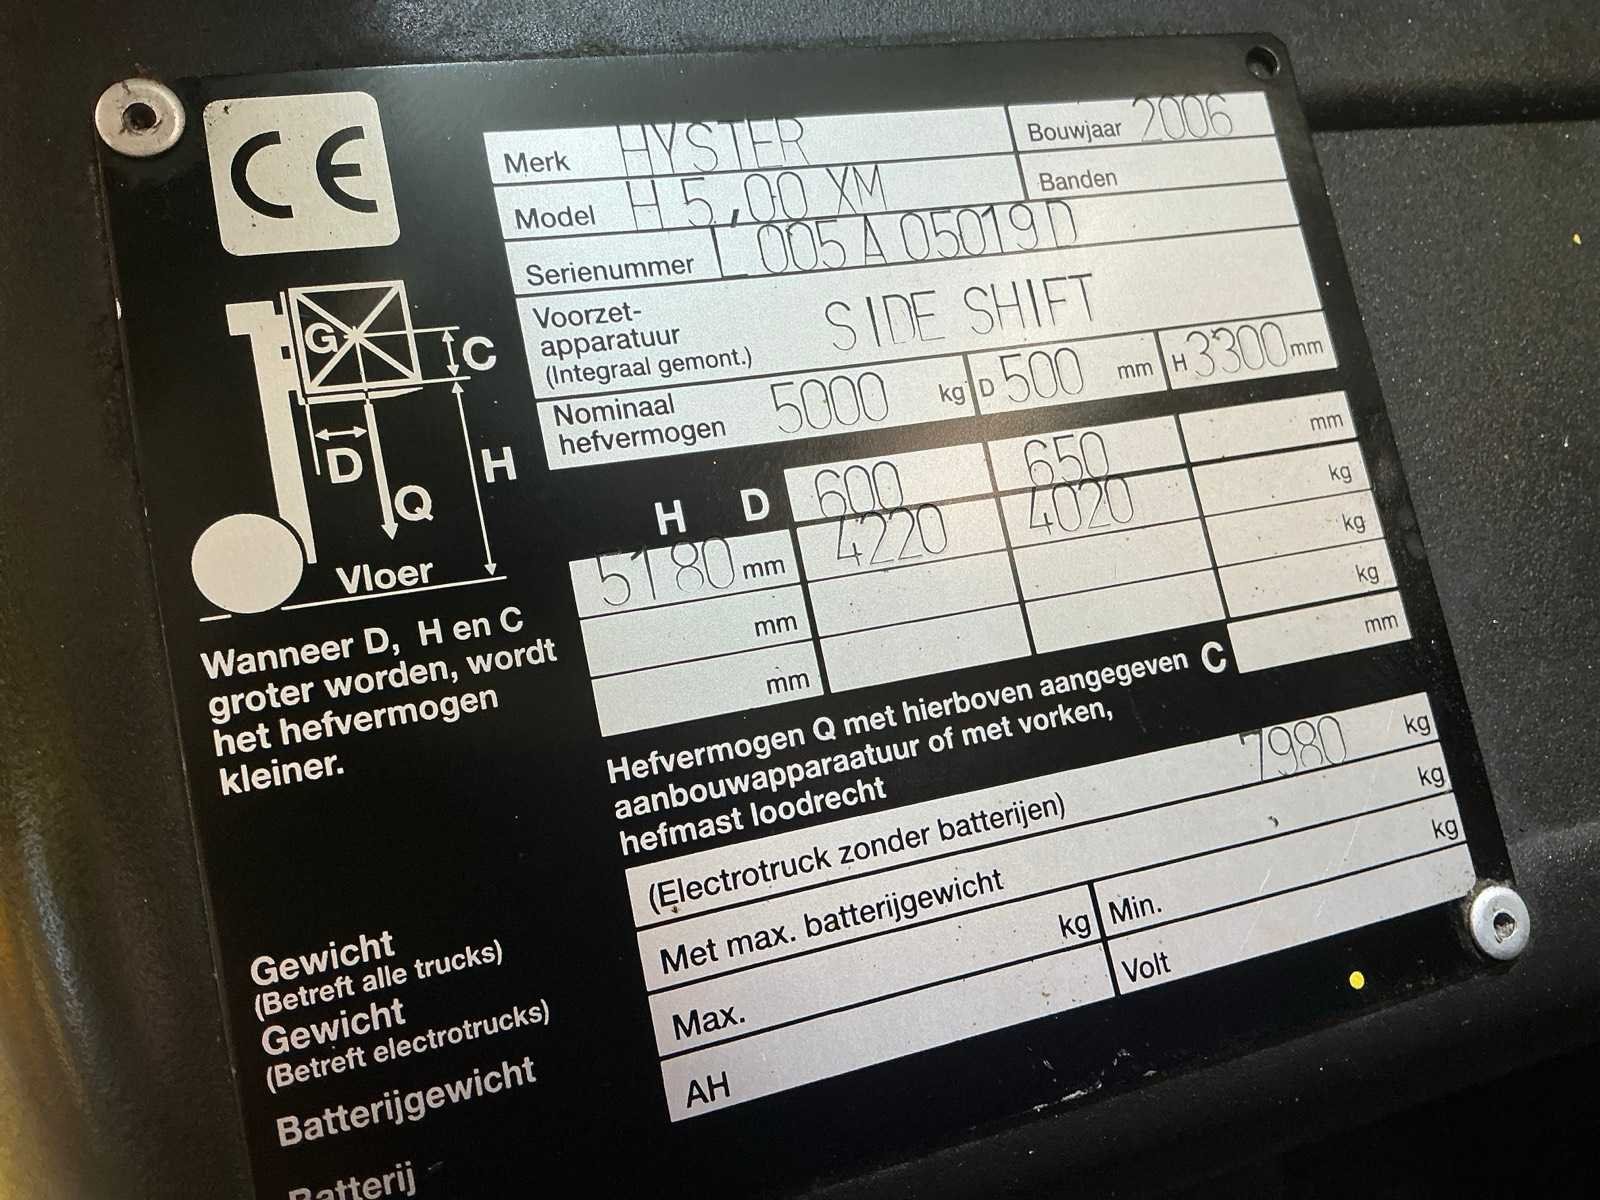 CE
Merk HYSTER Bouwjaar 2006
Model H 5,00 XM Banden
Serienummer L 005 A 05019 D
Voorzet-
apparatuur SIDE SHIFT
(Integraal gemont.)
Nominaal
hefvermogen 5000 kg D 500 mm H 3300 mm
G C
D H
Q
Vloer
H D 600 650 mm
5180 mm 4220 4020 kg
mm kg
mm kg
Wanneer D, H en C
groter worden, wordt
het hefvermogen
kleiner.
Hefvermogen Q met hierboven aangegeven C mm
aanbouwapparaatuur of met vorken,
hefmast loodrecht
Gewicht (Electrotruck zonder batterijen) 7980 kg
(Betreft alle trucks)
Gewicht Met max. batterijgewicht kg
(Betreft electrotrucks)
Batterijgewicht Max. kg Min. kg
Batterij AH Volt